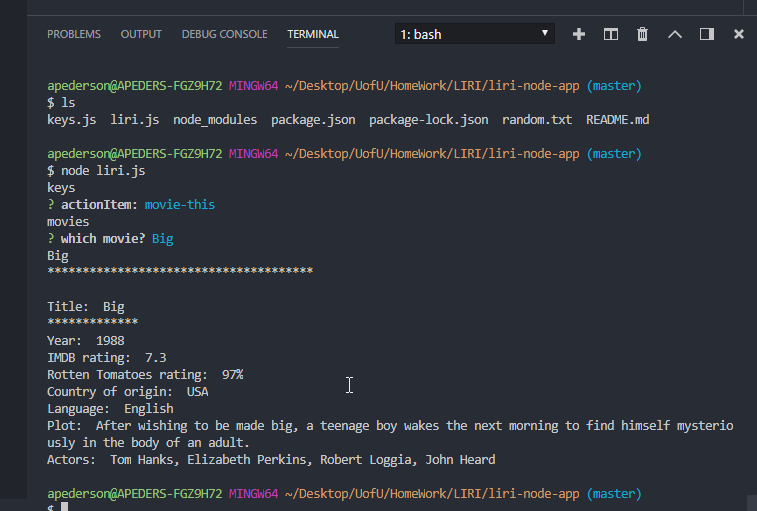 PROBLEMS OUTPUT DEBUG CONSOLE TERMINAL 1: bash
apederson@APEDERS-FGZ9H72 MINGW64 ~/Desktop/UofU/HomeWork/LIRI/liri-node-app (master)
$ ls
keys.js  liri.js  node_modules  package.json  package-lock.json  random.txt  README.md
apederson@APEDERS-FGZ9H72 MINGW64 ~/Desktop/UofU/HomeWork/LIRI/liri-node-app (master)
$ node liri.js
keys
? actionItem: movie-this
movies
? which movie? Big
Big
**************************************
Title:  Big
*************
Year:  1988
IMDB rating:  7.3
Rotten Tomatoes rating:  97%
Country of origin:  USA
Language:  English
Plot:  After wishing to be made big, a teenage boy wakes the next morning to find himself mysterio
usly in the body of an adult.
Actors:  Tom Hanks, Elizabeth Perkins, Robert Loggia, John Heard
apederson@APEDERS-FGZ9H72 MINGW64 ~/Desktop/UofU/HomeWork/LIRI/liri-node-app (master)
$